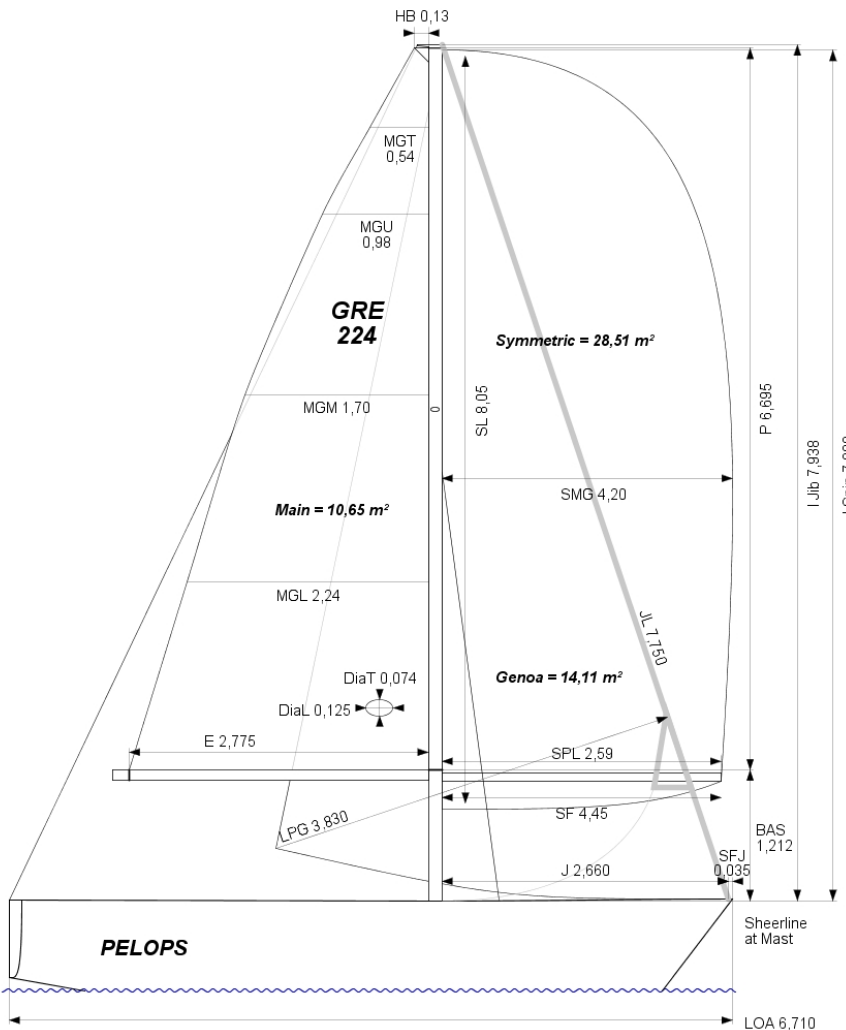 HB 0,13
MGT
0,54
MGU
0,98
GRE
224
Symmetric = 28,51 m²
P 6,695
I Jib 7,938
SL 8,05
MGM 1,70
0
SMG 4,20
Main = 10,65 m²
MGL 2,24
JL 7,750
Genoa = 14,11 m²
DiaT 0,074
DiaL 0,125
E 2,775
SPL 2,59
SF 4,45
LPG 3,830
BAS
1,212
SFJ
0,035
J 2,660
Sheerline
at Mast
PELOPS
LOA 6,710